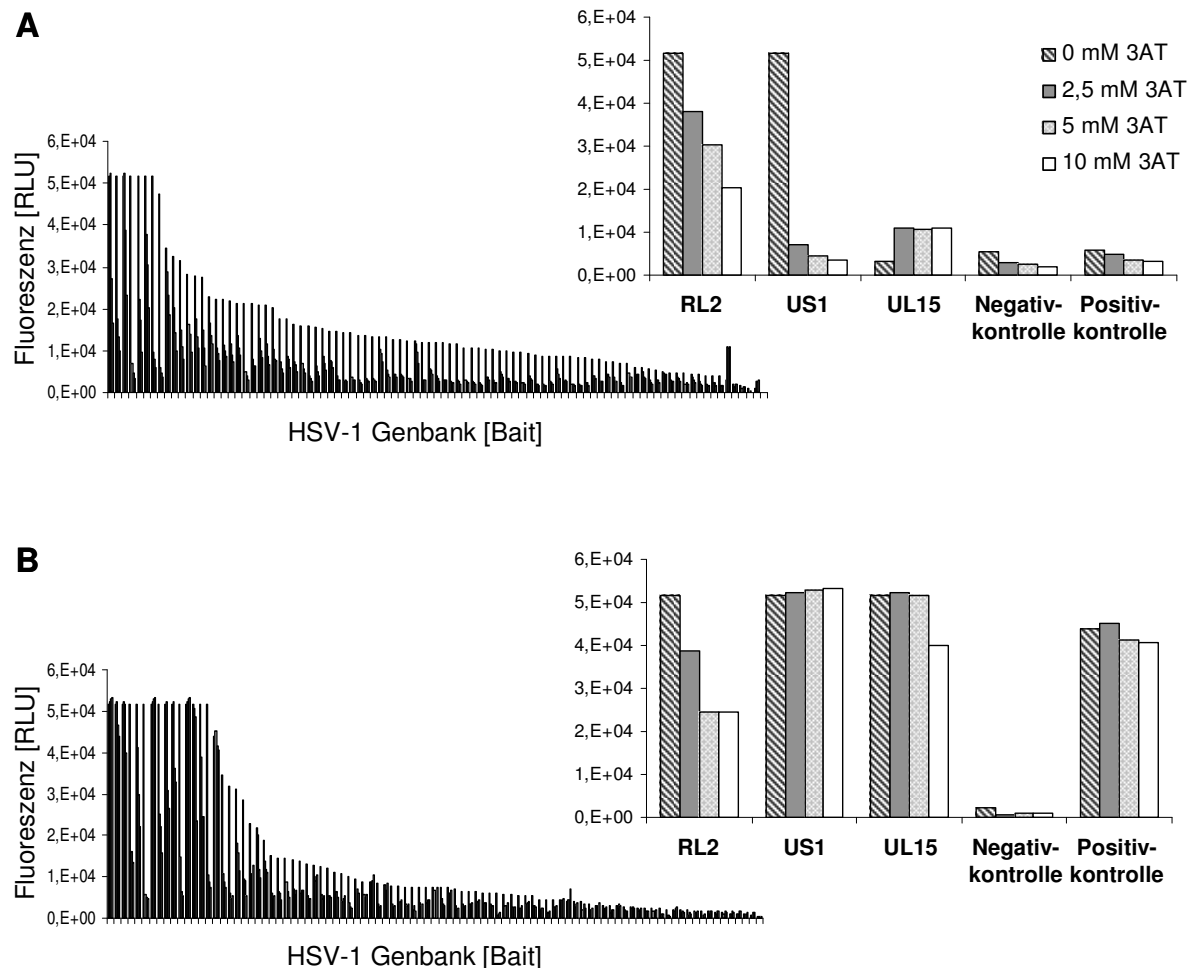 A
6,E+04
5,E+04
4,E+04
3,E+04
2,E+04
1,E+04
0,E+00
Fluoreszenz [RLU]
HSV-1 Genbank [Bait]
6,E+04
5,E+04
4,E+04
3,E+04
2,E+04
1,E+04
0,E+00
RL2
US1
UL15
Negativ-
kontrolle
Positiv-
kontrolle
0 mM 3AT
2,5 mM 3AT
5 mM 3AT
10 mM 3AT
B
6,E+04
5,E+04
4,E+04
3,E+04
2,E+04
1,E+04
0,E+00
Fluoreszenz [RLU]
HSV-1 Genbank [Bait]
6,E+04
5,E+04
4,E+04
3,E+04
2,E+04
1,E+04
0,E+00
RL2
US1
UL15
Negativ-
kontrolle
Positiv-
kontrolle